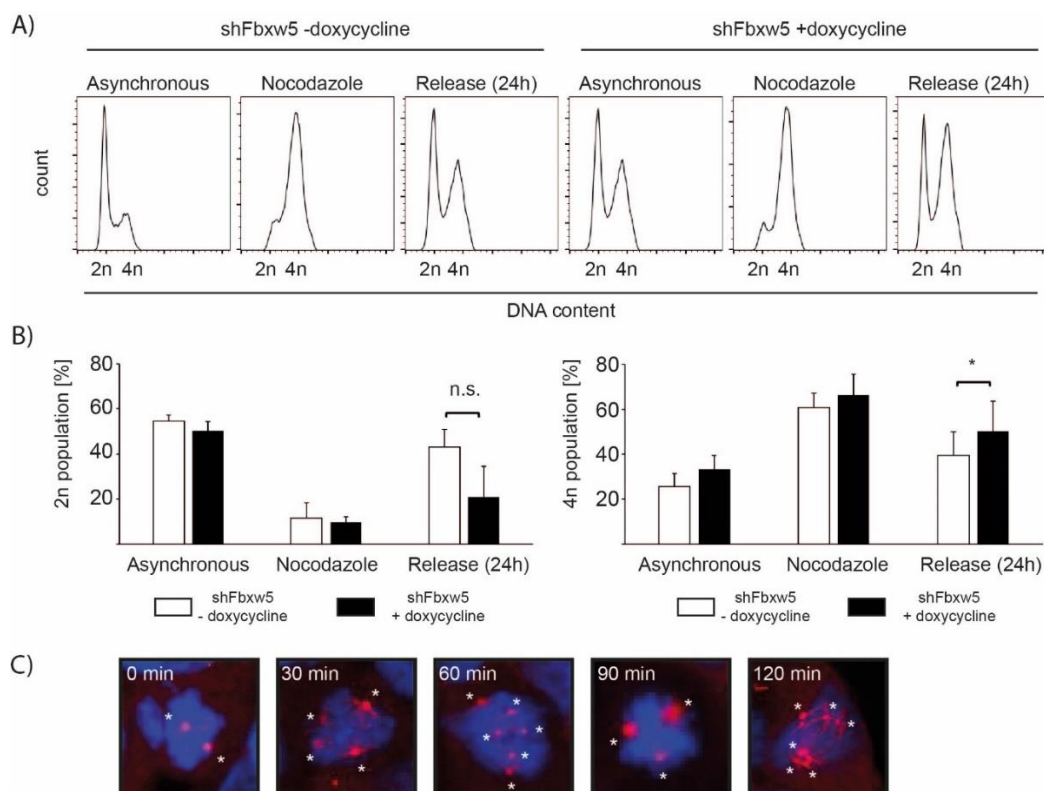 A)
shFbxw5 -doxycycline
shFbxw5 +doxycycline
Asynchronous Nocodazole Release (24h) Asynchronous Nocodazole Release (24h)
count
2n 4n 2n 4n 2n 4n 2n 4n 2n 4n 2n 4n
DNA content
B)
2n population [%]
80
60
40
20
n.s.
Asynchronous Nocodazole Release (24h)
shFbxw5
- doxycycline
shFbxw5
+ doxycycline
4n population [%]
80
60
40
20
*
Asynchronous Nocodazole Release (24h)
shFbxw5
- doxycycline
shFbxw5
+ doxycycline
C)
0 min 30 min 60 min 90 min 120 min
* * * * * * * * * * * * * * * * * * * * * *